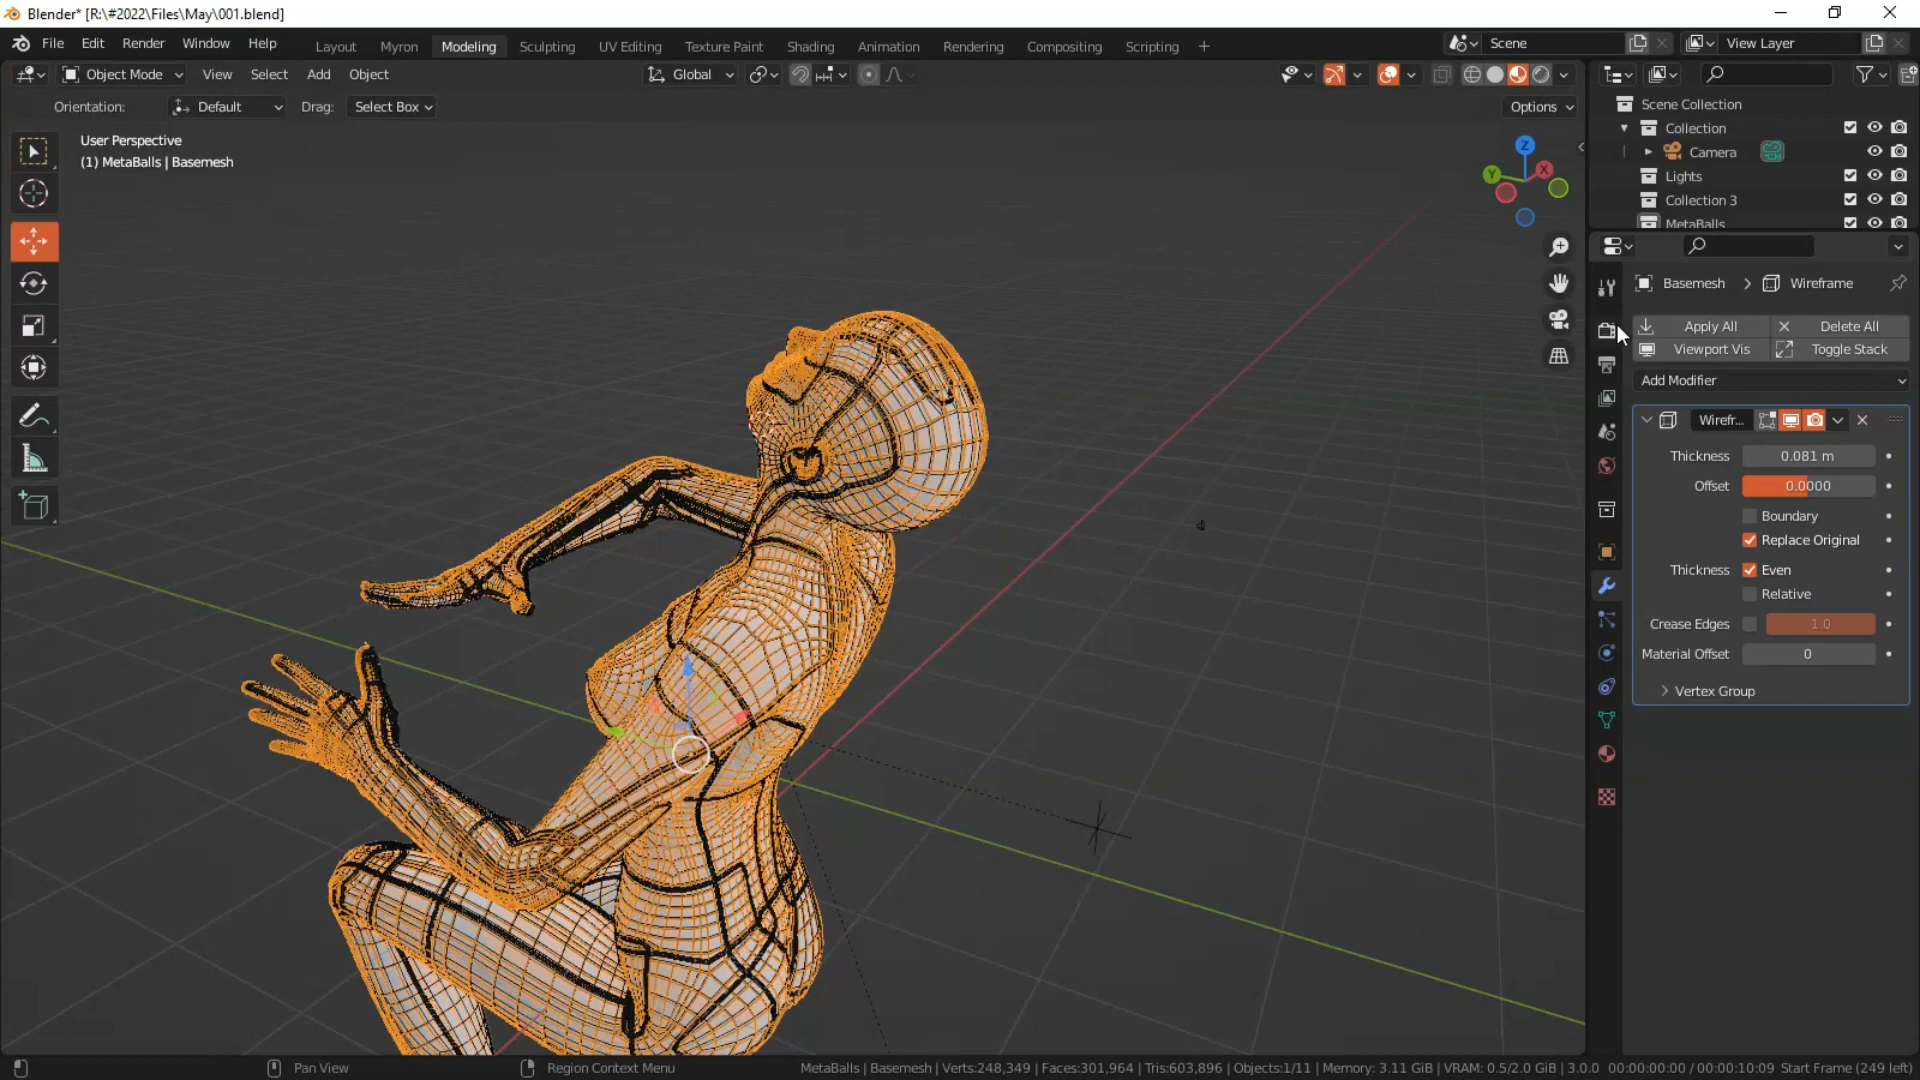 Blender* [R:\#2022\Files\May\001.blend]
File Edit Render Window Help Layout Myron Modeling Sculpting UV Editing Texture Paint Shading Animation Rendering Compositing Scripting + Scene View Layer
Object Mode View Select Add Object Global
Orientation: Default Drag: Select Box Options
User Perspective
(1) MetaBalls | Basemesh
Z
X
Y
Scene Collection
Collection
Camera
Lights
Collection 3
MetaBalls
Basemesh > Wireframe
Apply All Delete All
Viewport Vis Toggle Stack
Add Modifier
Wirefr...
Thickness 0.081 m
Offset 0.0000
Boundary
Replace Original
Thickness Even
Relative
Crease Edges 1.0
Material Offset 0
Vertex Group
Pan View Region Context Menu MetaBalls | Basemesh | Verts:248,349 | Faces:301,964 | Tris:603,896 | Objects:1/11 | Memory: 3.11 GiB | VRAM: 0.5/2.0 GiB | 3.0.0 00:00:00:00 / 00:00:10:09 Start Frame (249 left)